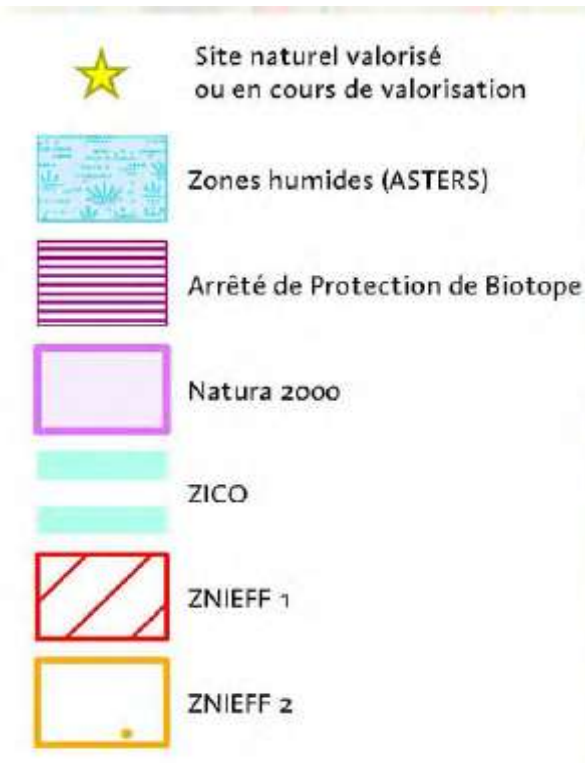 Site naturel valorisé
ou en cours de valorisation
Zones humides (ASTERS)
Arrêté de Protection de Biotope
Natura 2000
ZICO
ZNIEFF 1
ZNIEFF 2